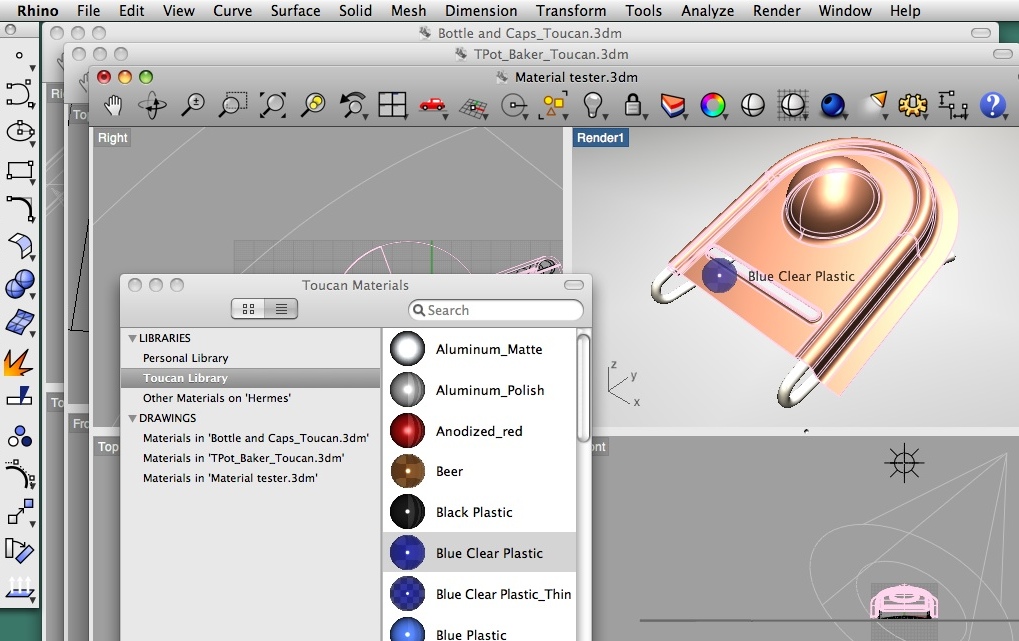 Rhino File Edit View Curve Surface Solid Mesh Dimension Transform Tools Analyze Render Window Help
Bottle and Caps_Toucan.3dm
TPot_Baker_Toucan.3dm
Material tester.3dm
Ri
To
Right
Render1
Blue Clear Plastic
z
y
x
Toucan Materials
Search
LIBRARIES
Personal Library
Toucan Library
Other Materials on 'Hermes'
DRAWINGS
Materials in 'Bottle and Caps_Toucan.3dm'
Materials in 'TPot_Baker_Toucan.3dm'
Materials in 'Material tester.3dm'
Aluminum_Matte
Aluminum_Polish
Anodized_red
Beer
Black Plastic
Blue Clear Plastic
Blue Clear Plastic_Thin
Blue Plastic
To
Fro
Top
ont